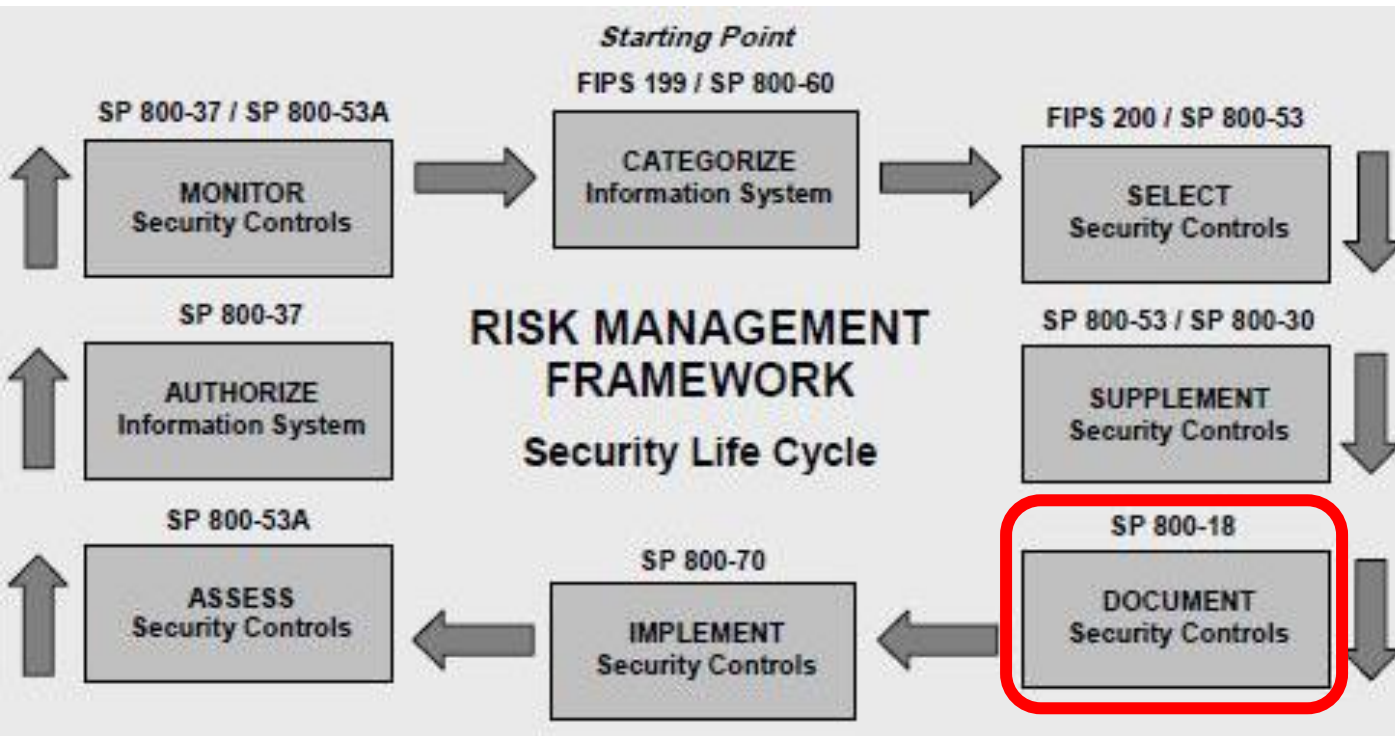 Starting Point
FIPS 199 / SP 800-60
CATEGORIZE
Information System
FIPS 200 / SP 800-53
SELECT
Security Controls
SP 800-53 / SP 800-30
SUPPLEMENT
Security Controls
SP 800-18
DOCUMENT
Security Controls
SP 800-70
IMPLEMENT
Security Controls
SP 800-53A
ASSESS
Security Controls
SP 800-37
AUTHORIZE
Information System
SP 800-37 / SP 800-53A
MONITOR
Security Controls
RISK MANAGEMENT
FRAMEWORK
Security Life Cycle